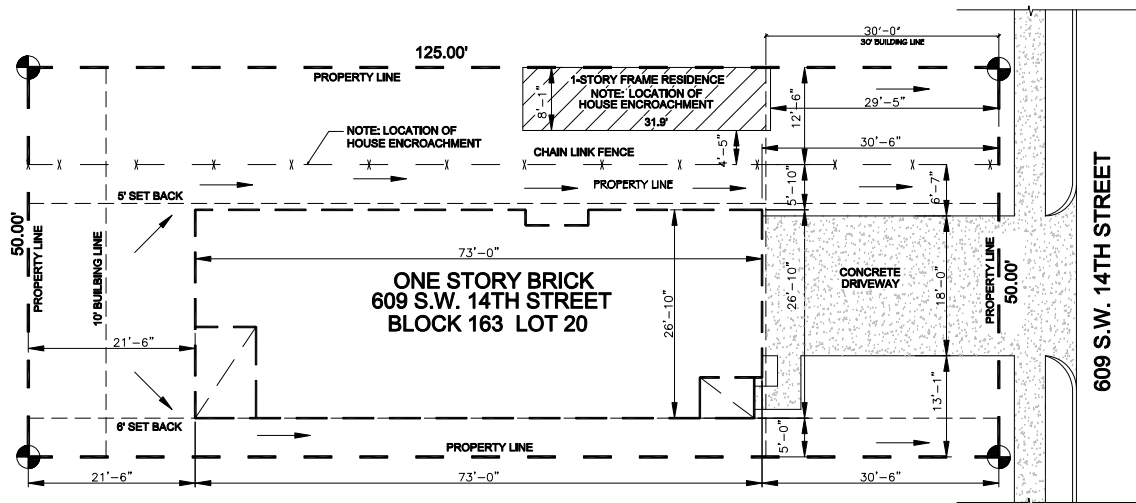 30'-0"
30' BUILDING LINE
125.00'
PROPERTY LINE
1-STORY FRAME RESIDENCE
NOTE: LOCATION OF
HOUSE ENCROACHMENT
31.9'
8'-1"
12'-6"
29'-5"
NOTE: LOCATION OF
HOUSE ENCROACHMENT
CHAIN LINK FENCE
4'-5"
30'-6"
5' SET BACK
PROPERTY LINE
5'-10"
6'-7"
50.00'
PROPERTY LINE
10' BUILDING LINE
73'-0"
ONE STORY BRICK
609 S.W. 14TH STREET
BLOCK 163 LOT 20
26'-10"
26'-10"
CONCRETE
DRIVEWAY
18'-0"
PROPERTY LINE
50.00'
609 S.W. 14TH STREET
21'-6"
6' SET BACK
13'-1"
5'-0"
PROPERTY LINE
21'-6"
73'-0"
30'-6"